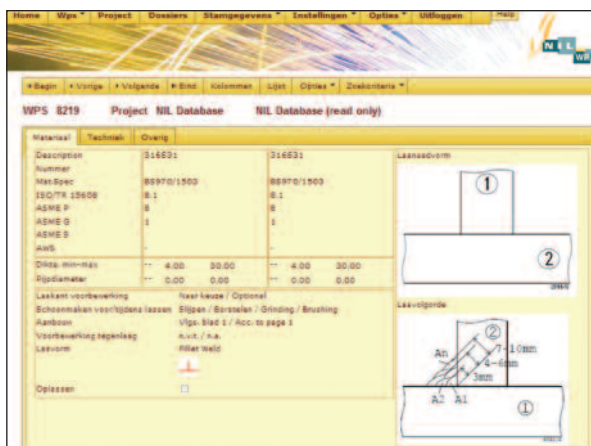 Home Wps Project Dossiers Stamgegevens Instellingen Opties Uitloggen Help
NIL WR
Begin Vorige Volgende Eind Kolommen Lijst Opties Zoekcriteria
WPS 8219 Project NIL Database NIL Database (read only)
Materiaal Techniek Overig
Description 316S31 316S31
Nummer
Mat.Spec BS970/1503 BS970/1503
ISO/TR 15608 8.1 8.1
ASME P 8 8
ASME G 1 1
ASME S
AWS - -
Dikte, min-max -- 4.00 30.00 -- 4.00 30.00
Pijpdiameter -- 0.00 0.00 -- 0.00 0.00
Laskant voorbewerking Naar keuze / Optional
Schoonmaken voor/tijdens lassen Slijpen / Borstelen / Grinding / Brushing
Aanbouw Vlgs. blad 1 / Acc. to page 1
Voorbewerking tegenlaag n.v.t. / n.a.
Lasvorm Fillet Weld
Oplassen
Lasnaadvorm
1
2
Lasvolgorde
2
An
7-10mm
4-6mm
3mm
A2 A1
1